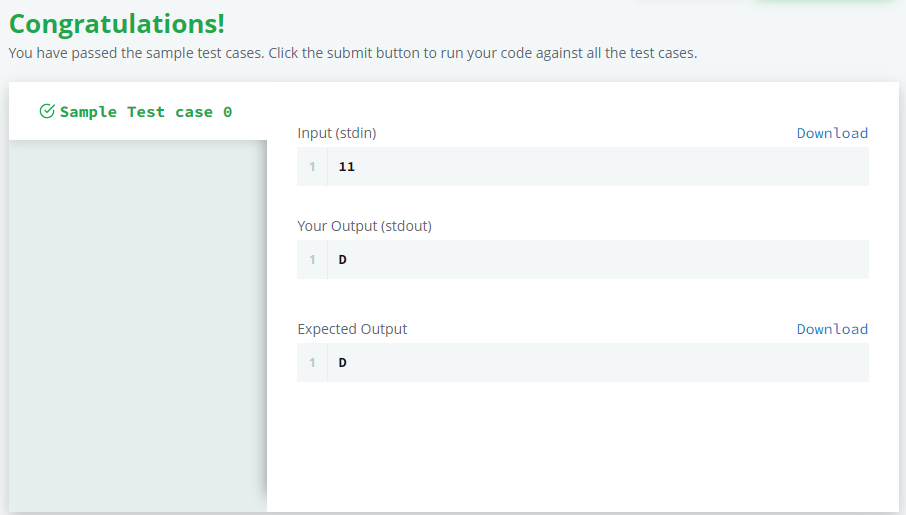 Congratulations!
You have passed the sample test cases. Click the submit button to run your code against all the test cases.
Sample Test case 0
Input (stdin)
Download
1 11
Your Output (stdout)
1 D
Expected Output
Download
1 D